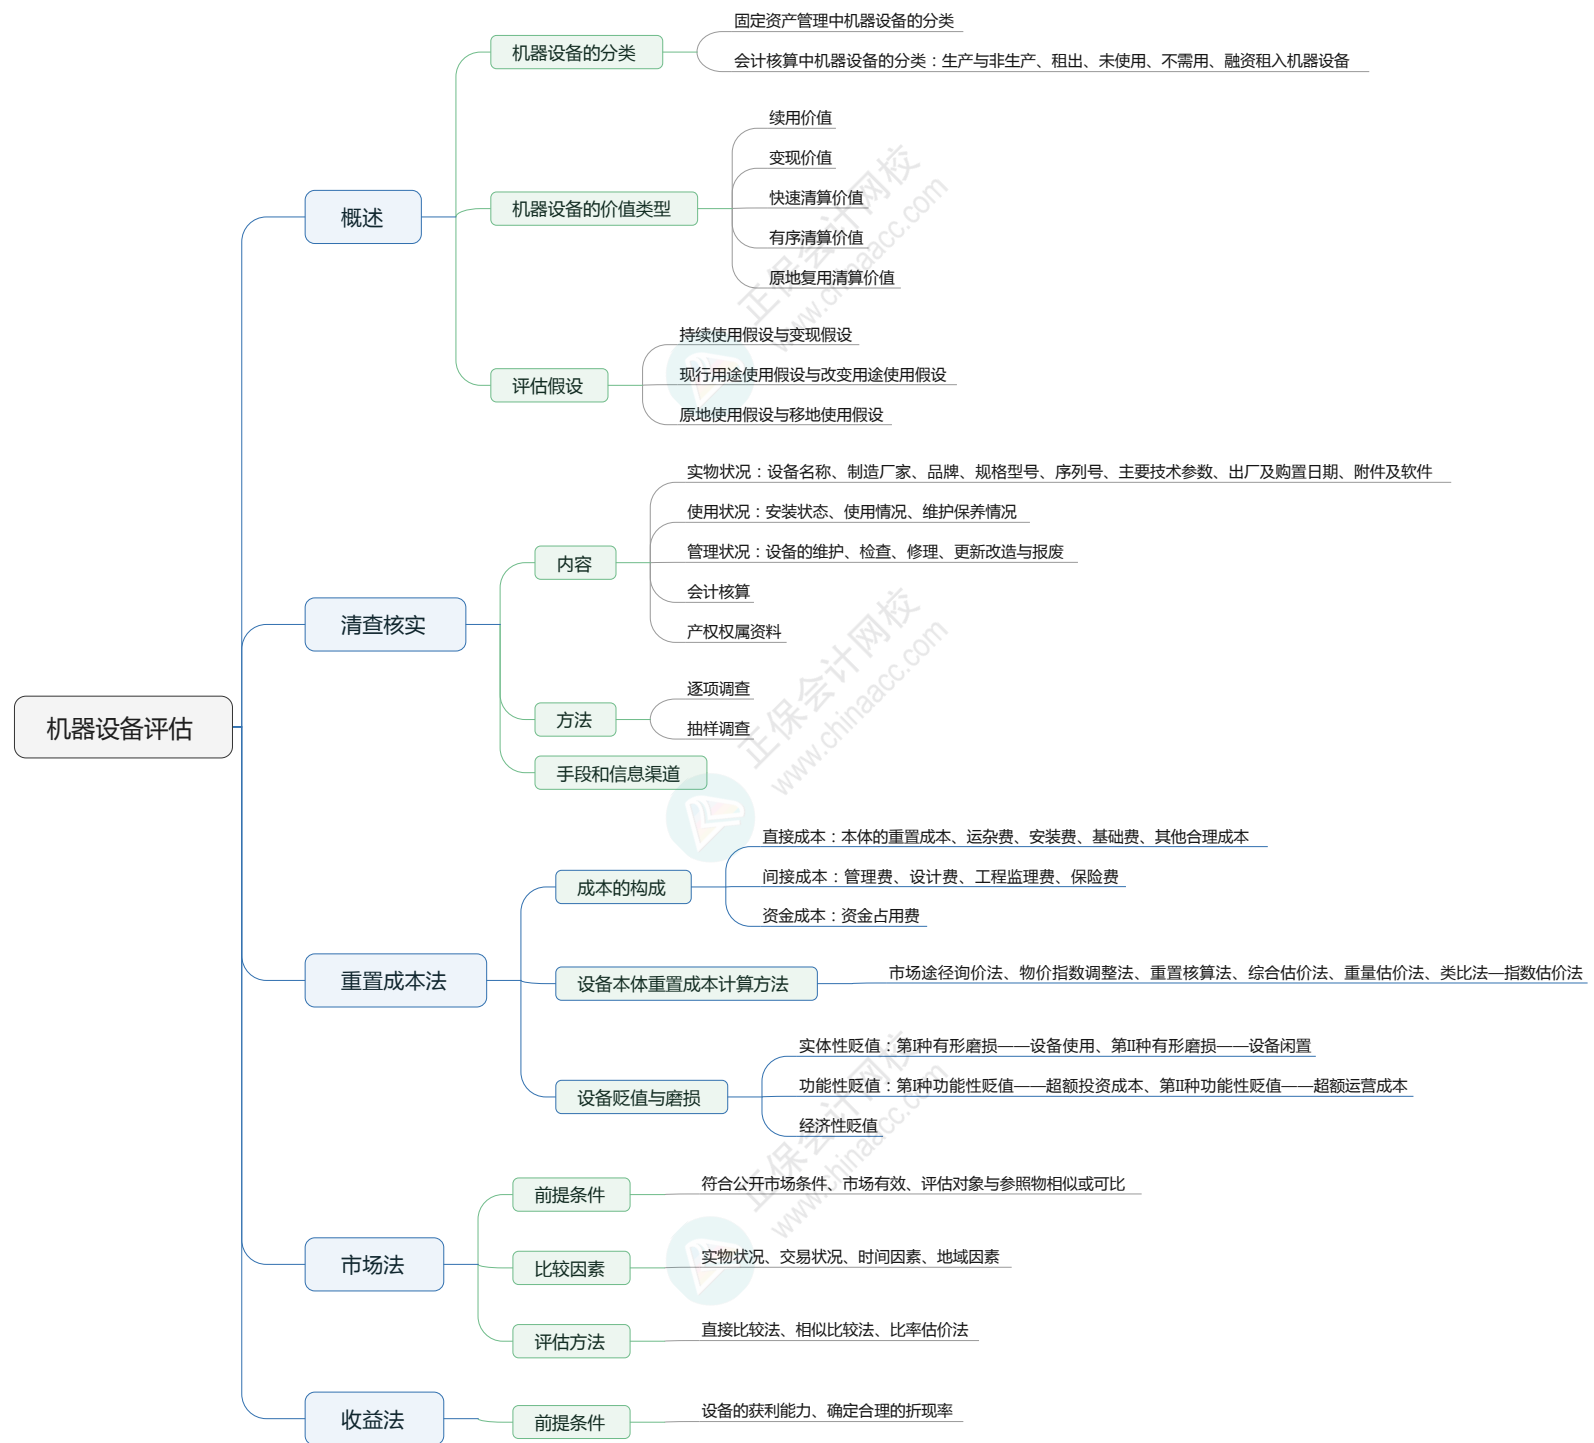 机器设备评估
概述
机器设备的分类
固定资产管理中机器设备的分类
会计核算中机器设备的分类：生产与非生产、租出、未使用、不需用、融资租入机器设备
机器设备的价值类型
续用价值
变现价值
快速清算价值
有序清算价值
原地复用清算价值
评估假设
持续使用假设与变现假设
现行用途使用假设与改变用途使用假设
原地使用假设与移地使用假设
清查核实
内容
实物状况：设备名称、制造厂家、品牌、规格型号、序列号、主要技术参数、出厂及购置日期、附件及软件
使用状况：安装状态、使用情况、维护保养情况
管理状况：设备的维护、检查、修理、更新改造与报废
会计核算
产权权属资料
方法
逐项调查
抽样调查
手段和信息渠道
重置成本法
成本的构成
直接成本：本体的重置成本、运杂费、安装费、基础费、其他合理成本
间接成本：管理费、设计费、工程监理费、保险费
资金成本：资金占用费
设备本体重置成本计算方法
市场途径询价法、物价指数调整法、重置核算法、综合估价法、重量估价法、类比法—指数估价法
设备贬值与磨损
实体性贬值：第I种有形磨损——设备使用、第II种有形磨损——设备闲置
功能性贬值：第I种功能性贬值——超额投资成本、第II种功能性贬值——超额运营成本
经济性贬值
市场法
前提条件
符合公开市场条件、市场有效、评估对象与参照物相似或可比
比较因素
实物状况、交易状况、时间因素、地域因素
评估方法
直接比较法、相似比较法、比率估价法
收益法
前提条件
设备的获利能力、确定合理的折现率
正保会计网校
www.chinaacc.com
正保会计网校
www.chinaacc.com
正保会计网校
www.chinaacc.com